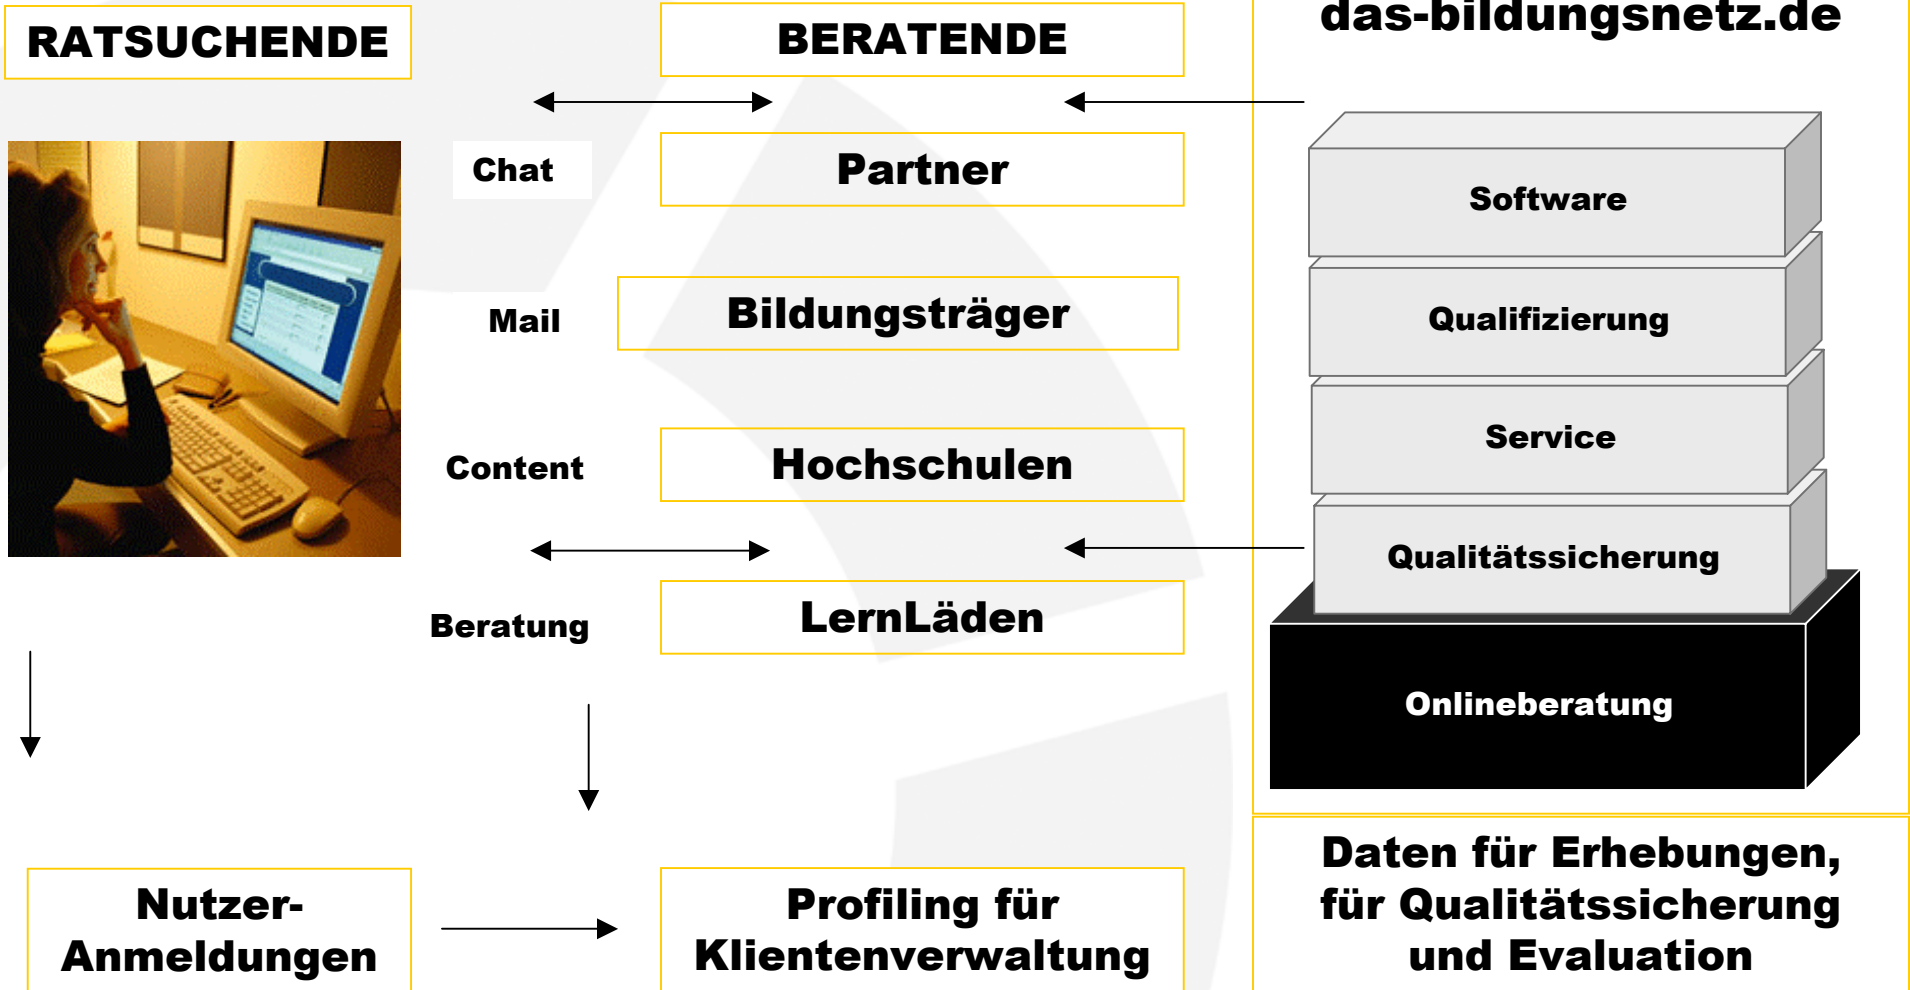 RATSUCHENDE
BERATENDE
das-bildungsnetz.de
Chat
Partner
Software
Mail
Bildungsträger
Qualifizierung
Content
Hochschulen
Service
Beratung
LernLäden
Qualitätssicherung
Onlineberatung
Nutzer-
Anmeldungen
Profiling für
Klientenverwaltung
Daten für Erhebungen,
für Qualitätssicherung
und Evaluation